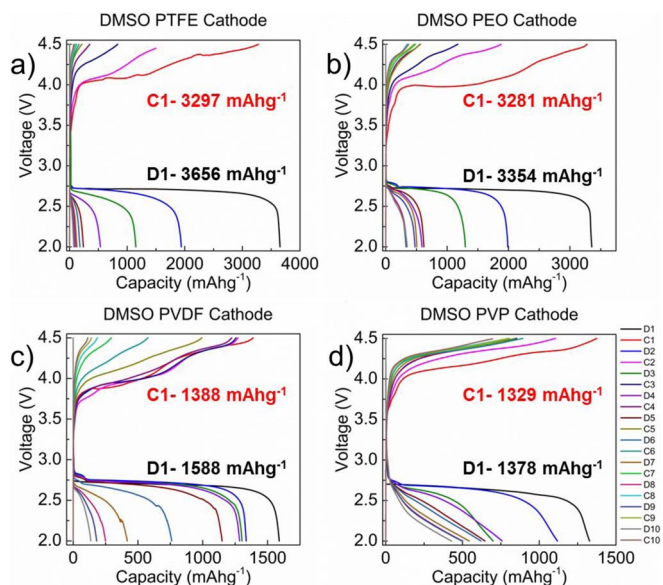 DMSO PTFE Cathode
a)
4.5
4.0
3.5
3.0
2.5
2.0
Voltage (V)
C1- 3297 mAhg-1
D1- 3656 mAhg-1
0 1000 2000 3000 4000
Capacity (mAhg-1)
DMSO PEO Cathode
b)
4.5
4.0
3.5
3.0
2.5
2.0
Voltage (V)
C1- 3281 mAhg-1
D1- 3354 mAhg-1
0 1000 2000 3000
Capacity (mAhg-1)
DMSO PVDF Cathode
c)
4.5
4.0
3.5
3.0
2.5
2.0
Voltage (V)
C1- 1388 mAhg-1
D1- 1588 mAhg-1
0 500 1000 1500
Capacity (mAhg-1)
DMSO PVP Cathode
d)
4.5
4.0
3.5
3.0
2.5
2.0
Voltage (V)
C1- 1329 mAhg-1
D1- 1378 mAhg-1
0 500 1000 1500
Capacity (mAhg-1)
D1
C1
D2
C2
D3
C3
D4
C4
D5
C5
D6
C6
D7
C7
D8
C8
D9
C9
D10
C10